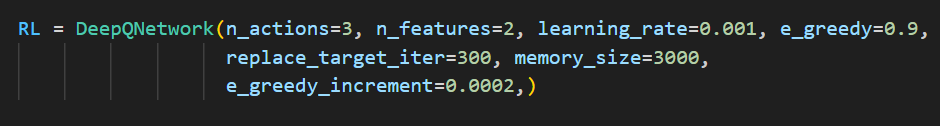 RL = DeepQNetwork(n_actions=3, n_features=2, learning_rate=0.001, e_greedy=0.9,
replace_target_iter=300, memory_size=3000,
e_greedy_increment=0.0002,)